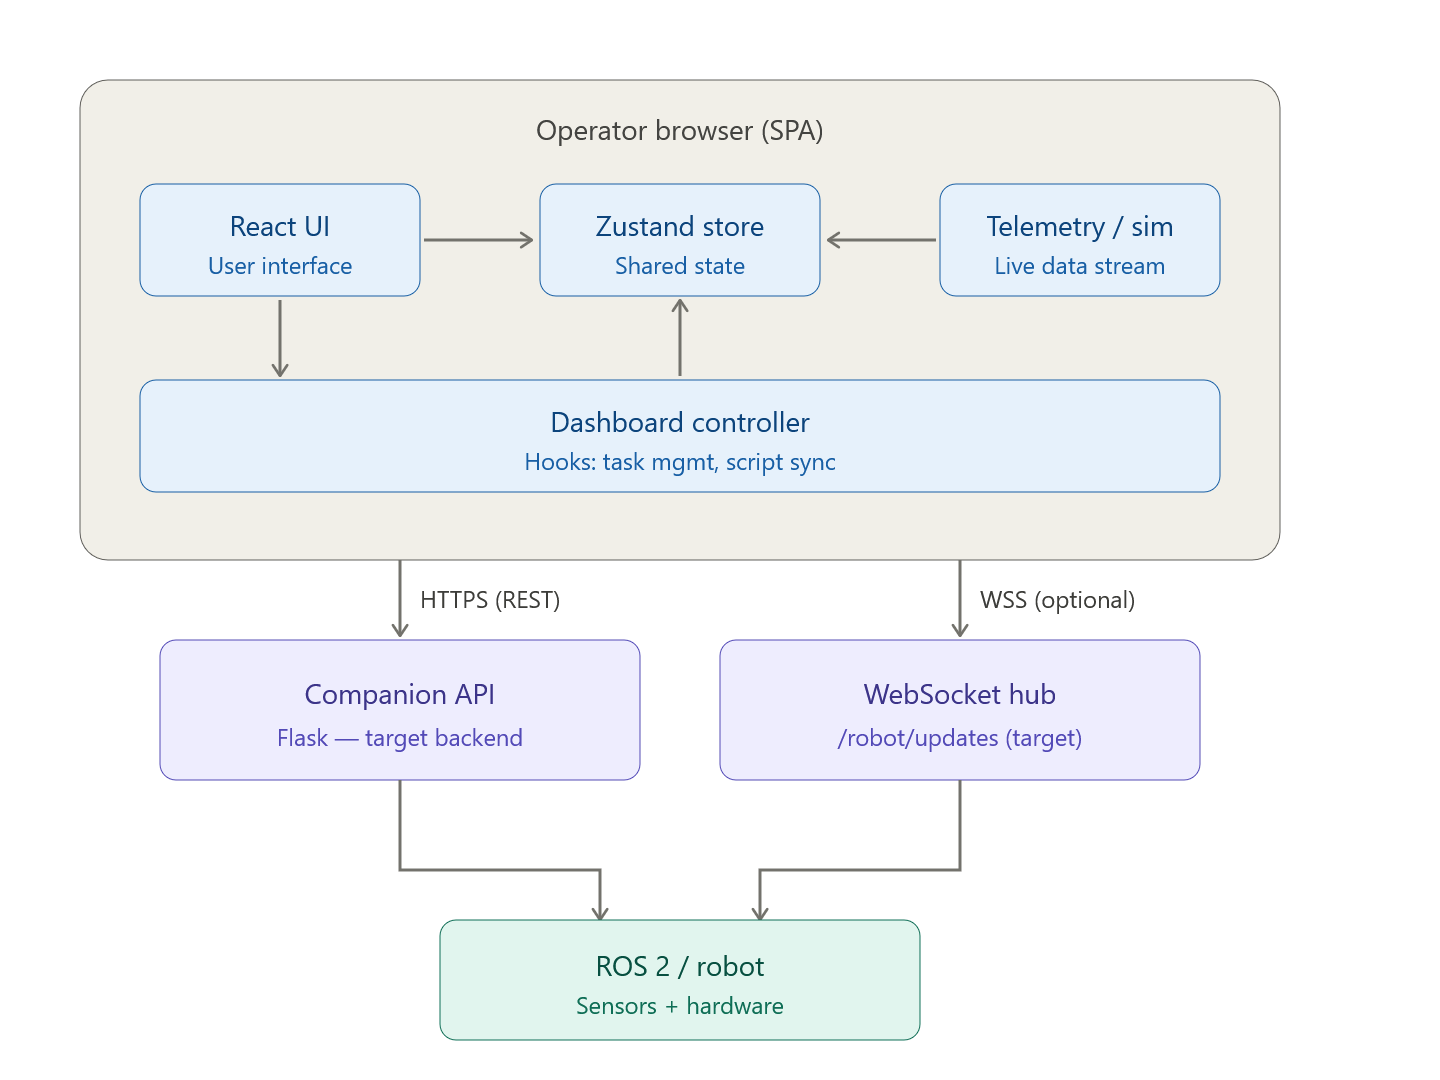 Operator browser (SPA)
React UI
User interface
Zustand store
Shared state
Telemetry / sim
Live data stream
Dashboard controller
Hooks: task mgmt, script sync
HTTPS (REST)
WSS (optional)
Companion API
Flask — target backend
WebSocket hub
/robot/updates (target)
ROS 2 / robot
Sensors + hardware